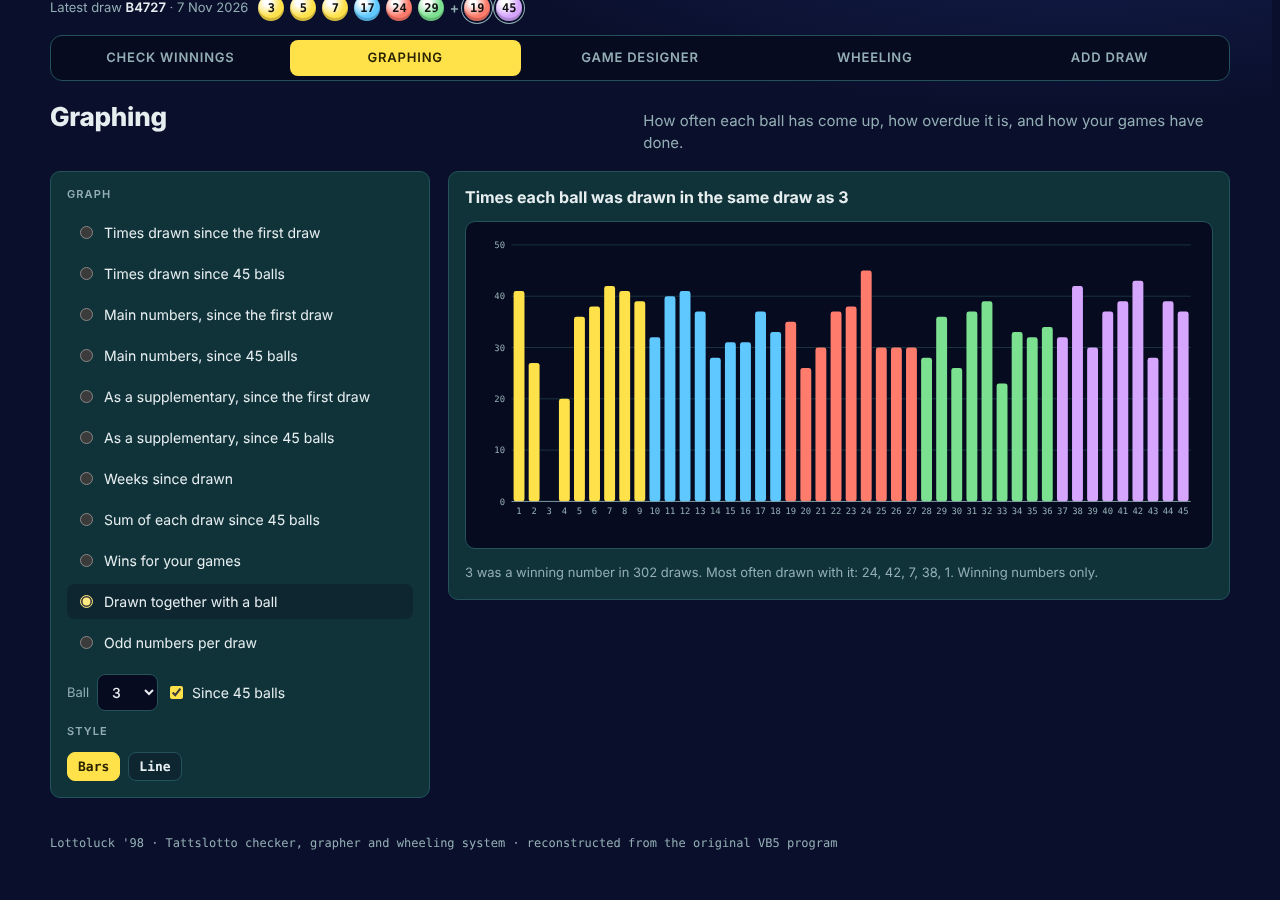 Latest draw B4727 · 7 Nov 2026 3 5 7 17 24 29 + 19 45
CHECK WINNINGS GRAPHING GAME DESIGNER WHEELING ADD DRAW
Graphing
How often each ball has come up, how overdue it is, and how your games have
done.
GRAPH
Times drawn since the first draw
Times drawn since 45 balls
Main numbers, since the first draw
Main numbers, since 45 balls
As a supplementary, since the first draw
As a supplementary, since 45 balls
Weeks since drawn
Sum of each draw since 45 balls
Wins for your games
Drawn together with a ball
Odd numbers per draw
Ball 3 Since 45 balls
STYLE
Bars Line
Times each ball was drawn in the same draw as 3
50
40
30
20
10
0
1 2 3 4 5 6 7 8 9 10 11 12 13 14 15 16 17 18 19 20 21 22 23 24 25 26 27 28 29 30 31 32 33 34 35 36 37 38 39 40 41 42 43 44 45
3 was a winning number in 302 draws. Most often drawn with it: 24, 42, 7, 38, 1. Winning numbers only.
Lottoluck '98 · Tattslotto checker, grapher and wheeling system · reconstructed from the original VB5 program